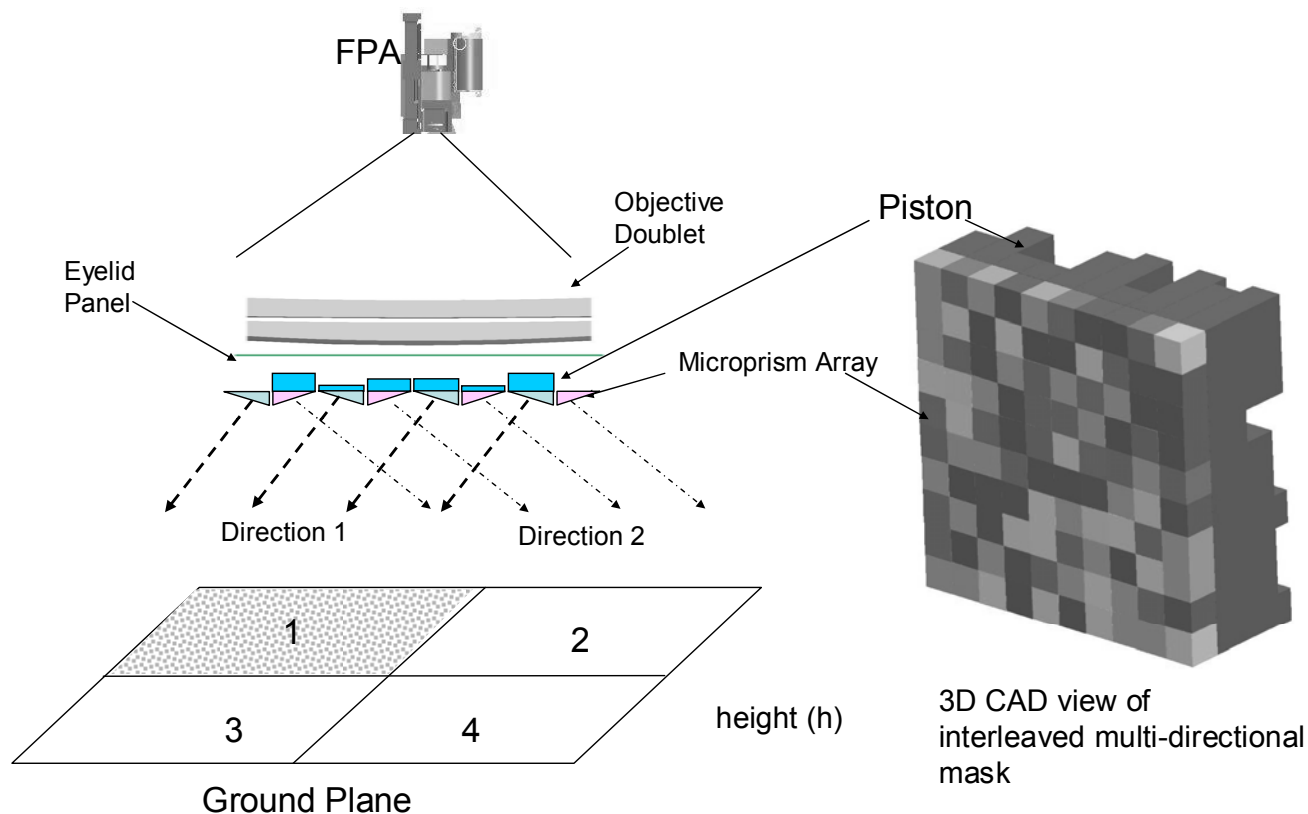 FPA
Objective
Doublet
Piston
Eyelid
Panel
Microprism Array
Direction 1
Direction 2
1
2
3
4
height (h)
Ground Plane
3D CAD view of
interleaved multi-directional
mask